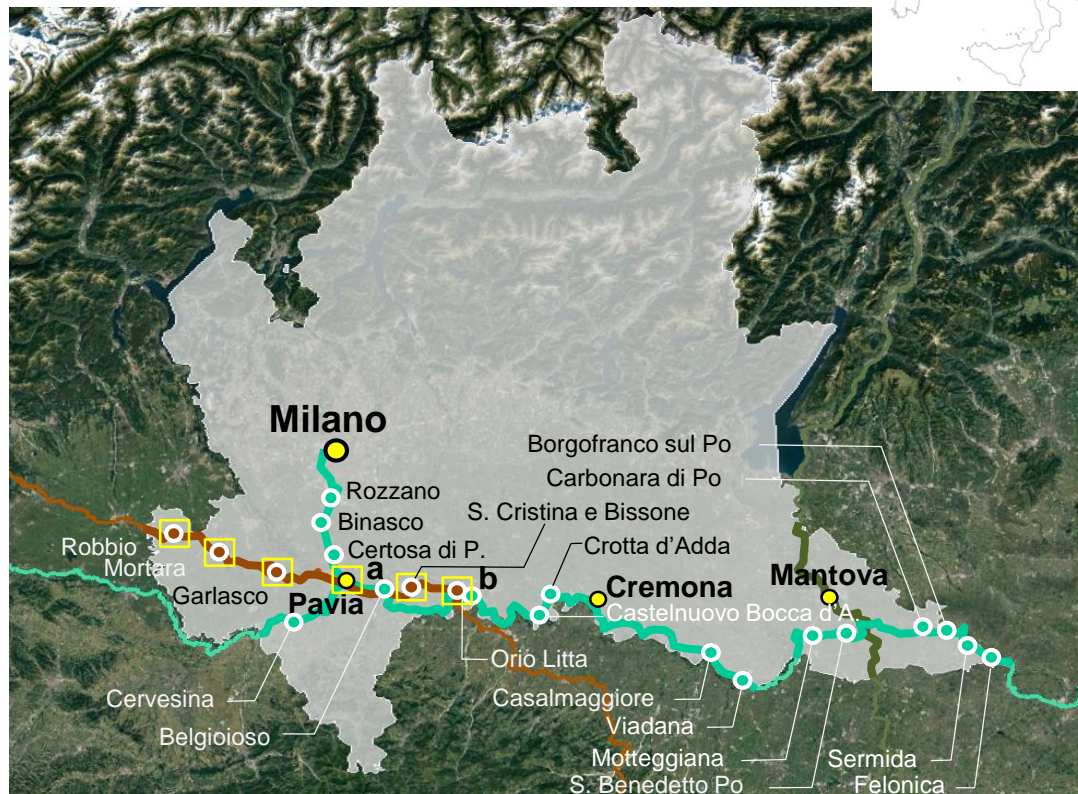 Milano
Borgofranco sul Po
Carbonara di Po
Rozzano
S. Cristina e Bissone
Binasco
Robbio
Certosa di P.
Crotta d'Adda
Mortara
a
b
Cremona
Mantova
Garlasco
Pavia
Castelnuovo Bocca d'A.
Orio Litta
Cervesina
Casalmaggiore
Belgioioso
Viadana
Motteggiana
Sermida
S. Benedetto Po
Felonica